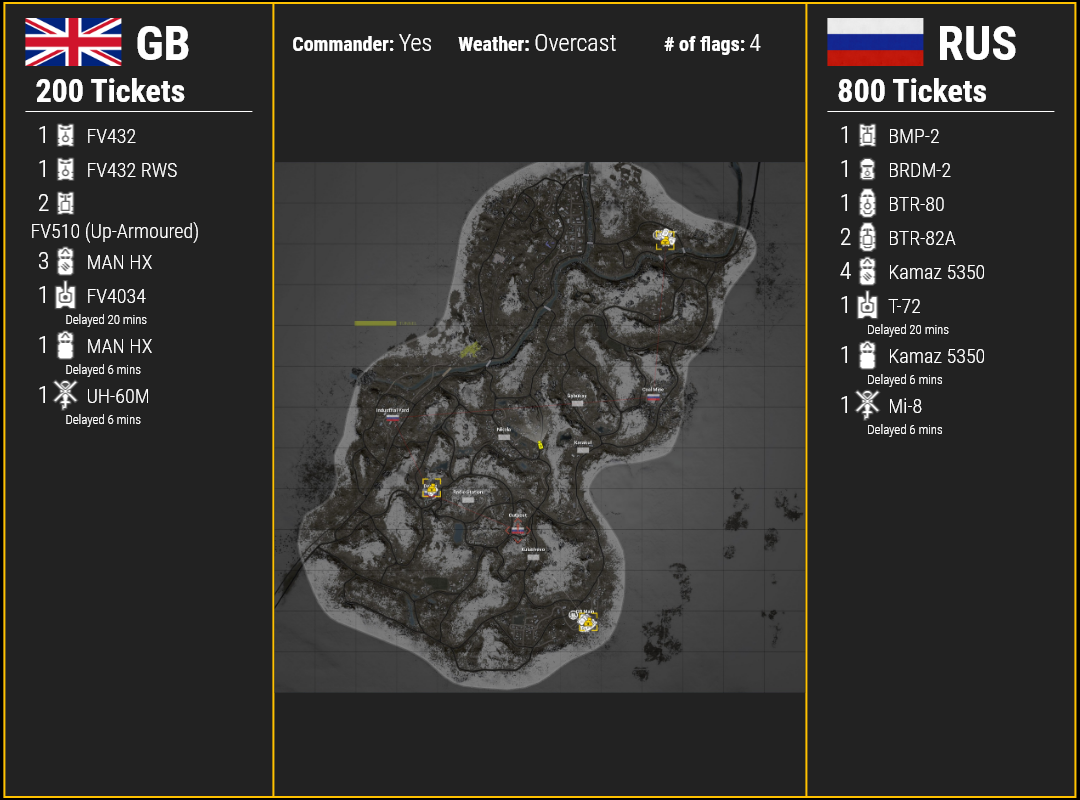 GB
200 Tickets
1 FV432
1 FV432 RWS
2
FV510 (Up-Armoured)
3 MAN HX
1 FV4034
Delayed 20 mins
1 MAN HX
Delayed 6 mins
1 UH-60M
Delayed 6 mins
Commander: Yes Weather: Overcast # of flags: 4
Industrial Yard
RUS
800 Tickets
1 BMP-2
1 BRDM-2
1 BTR-80
2 BTR-82A
4 Kamaz 5350
1 T-72
Delayed 20 mins
1 Kamaz 5350
Delayed 6 mins
1 Mi-8
Delayed 6 mins